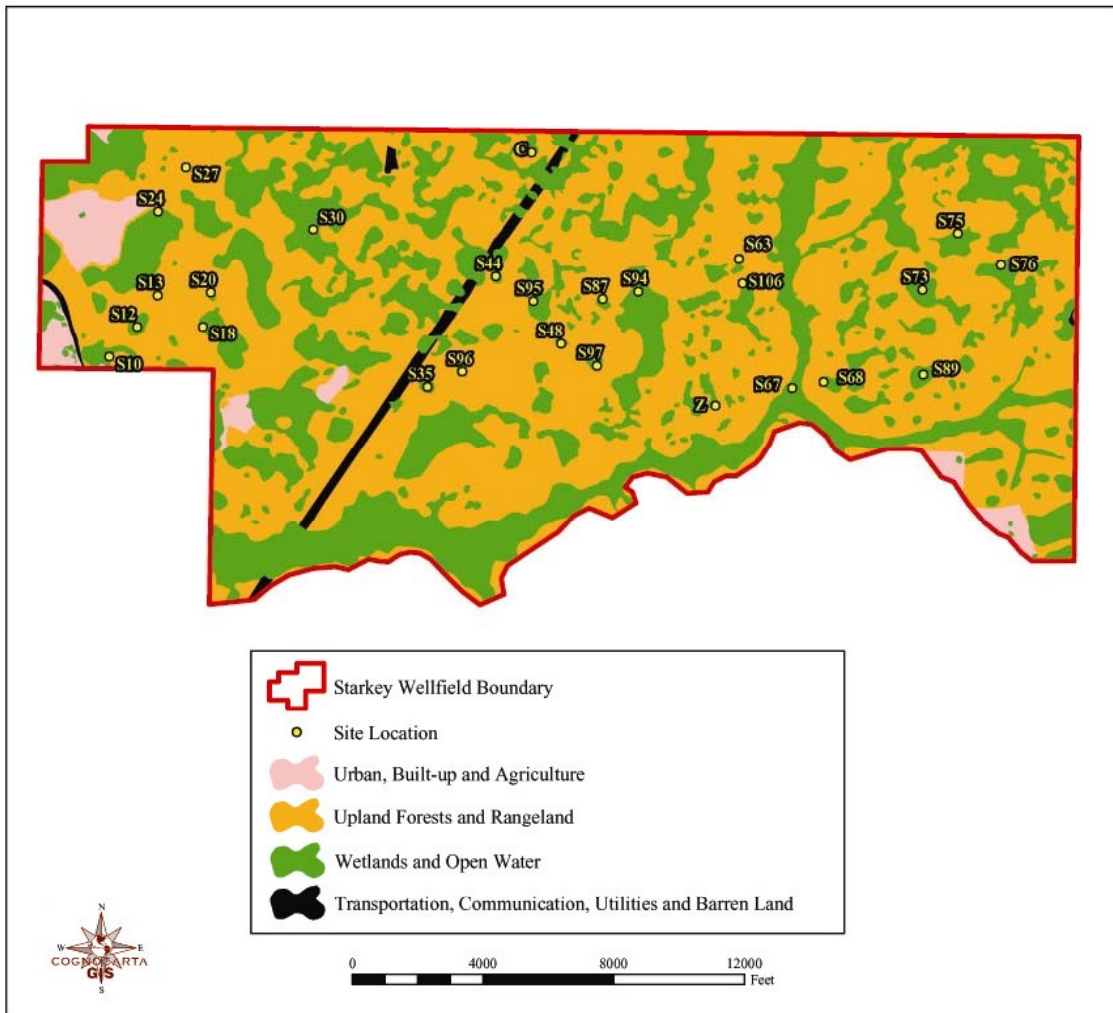 C
S27
S24
S30
S75
S63
S76
S44
S13
S20
S106
S73
S95
S87
S94
S12
S18
S48
S10
S96
S97
S35
S67
S68
S89
Z
Starkey Wellfield Boundary
Site Location
Urban, Built-up and Agriculture
Upland Forests and Rangeland
Wetlands and Open Water
Transportation, Communication, Utilities and Barren Land
N
W E
COGNOCARTA
GIS
S
0 4000 8000 12000
Feet